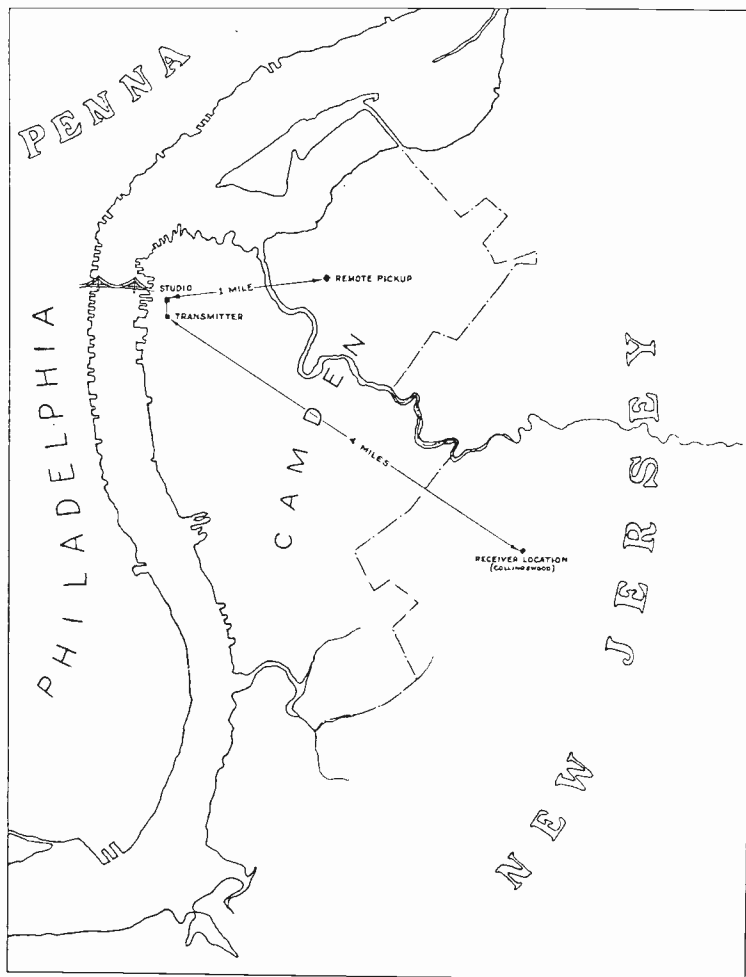 PENNA
STUDIO
1 MILE
REMOTE PICKUP
TRANSMITTER
PHILADELPHIA
CAMDEN
4 MILES
NEW JERSEY
RECEIVER LOCATION
(COLLINGSWOOD)